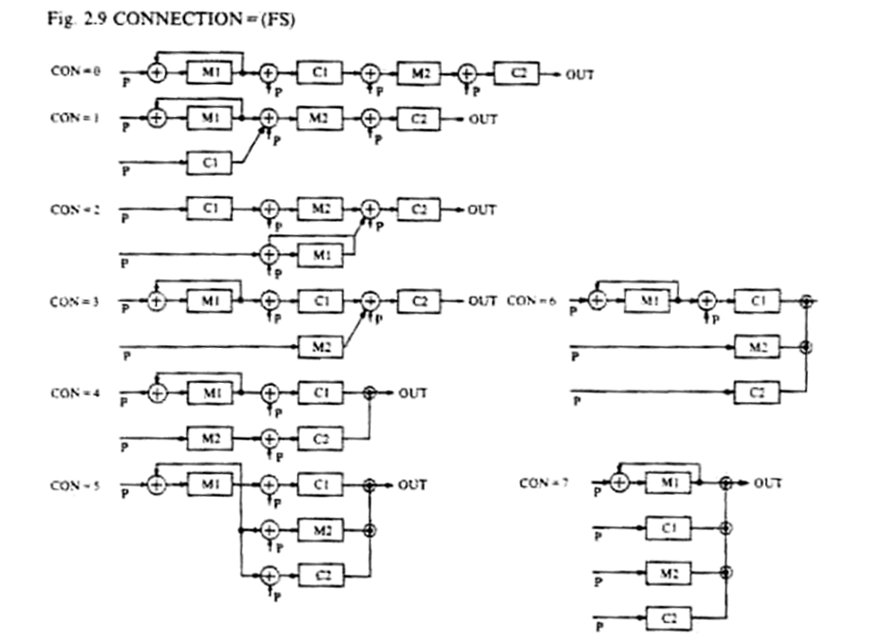 Fig. 2.9 CONNECTION=(FS)
CON=0 P M1 P C1 P M2 P C2 OUT
CON=1 P M1 P M2 P C2 OUT
P C1
CON=2 P C1 P M2 P C2 OUT
P P M1
CON=3 P M1 P C1 P C2 OUT
P M2
CON=4 P M1 P C1 OUT
P M2 P C2
CON=5 P M1 P C1 OUT
P M2
P C2
CON=6 P M1 P C1
P M2
P C2
CON=7 P M1 OUT
P C1
P M2
P C2